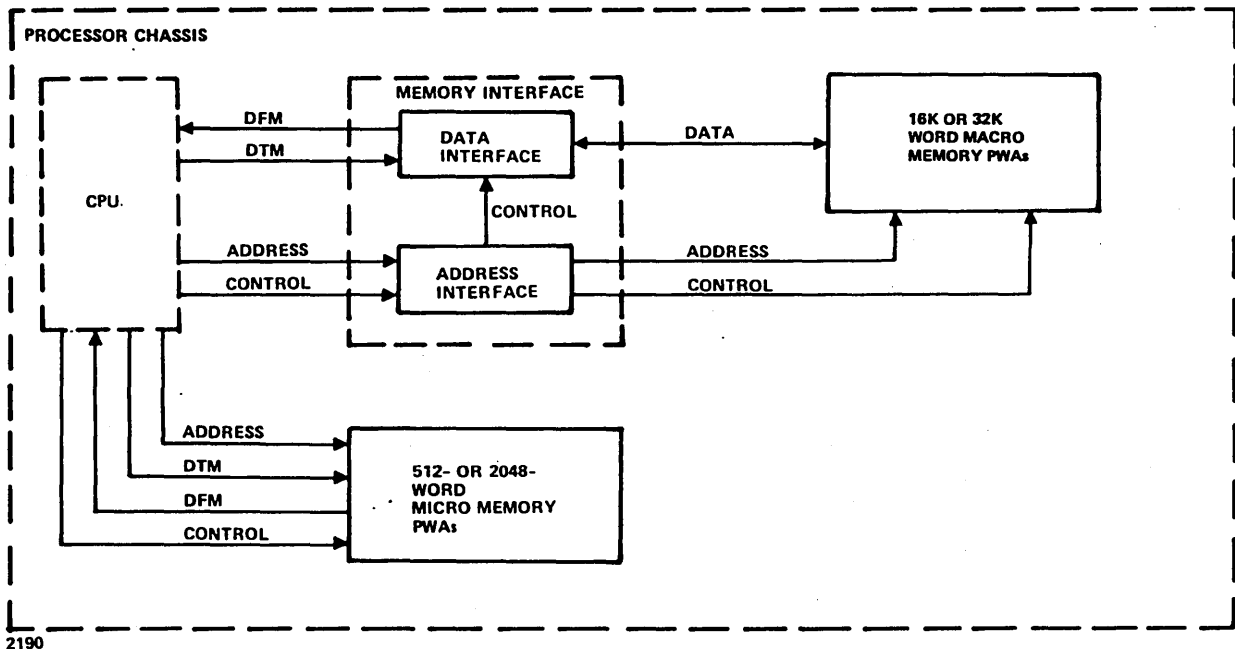 PROCESSOR CHASSIS
CPU.
DFM
DTM
ADDRESS
CONTROL
MEMORY INTERFACE
DATA
INTERFACE
CONTROL
ADDRESS
INTERFACE
DATA
ADDRESS
CONTROL
16K OR 32K
WORD MACRO
MEMORY PWAs
ADDRESS
DTM
DFM
CONTROL
512- OR 2048-
WORD
MICRO MEMORY
PWAs
2190